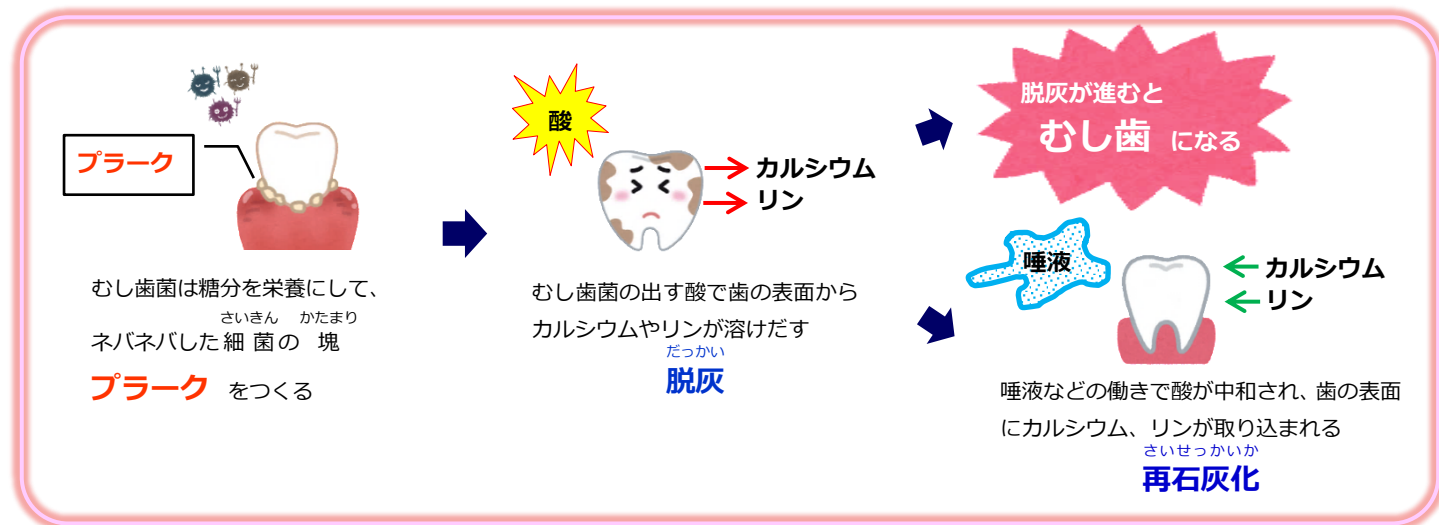 プラーク
むし歯菌は糖分を栄養にして、
さいきん かたまり
ネバネバした細菌の塊
プラーク をつくる
酸
カルシウム
リン
むし歯菌の出す酸で歯の表面から
カルシウムやリンが溶けだす
だっかい
脱灰
脱灰が進むと
むし歯 になる
唾液
カルシウム
リン
唾液などの働きで酸が中和され、歯の表面
にカルシウム、リンが取り込まれる
さいせっかいか
再石灰化